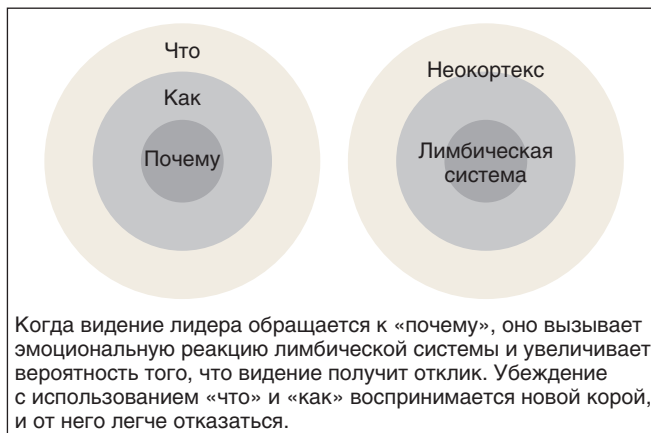 Что
Как
Почему
Неокортекс
Лимбическая
система
Когда видение лидера обращается к «почему», оно вызывает
эмоциональную реакцию лимбической системы и увеличивает
вероятность того, что видение получит отклик. Убеждение
с использованием «что» и «как» воспринимается новой корой,
и от него легче отказаться.